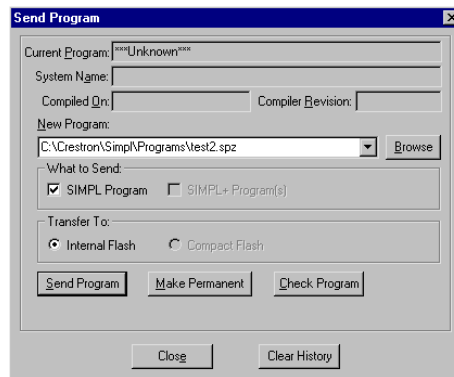 Send Program
Current Program: ***Unknown***
System Name:
Compiled On: Compiler Revision:
New Program:
C:\Crestron\Simpl\Programs\test2.spz Browse
What to Send:
SIMPL Program SIMPL+ Program(s)
Transfer To:
Internal Flash Compact Flash
Send Program Make Permanent Check Program
Close Clear History